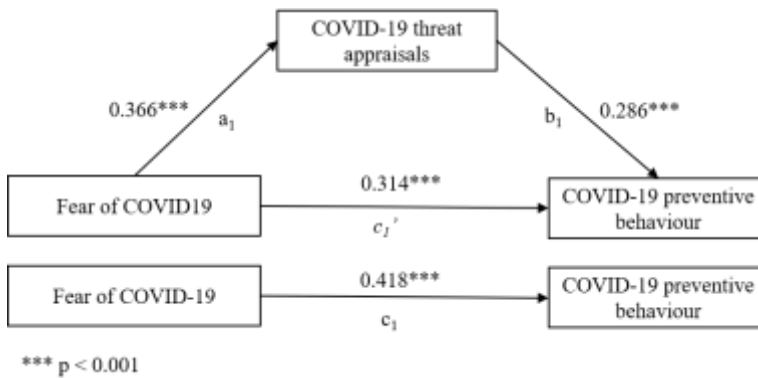 COVID-19 threat
appraisals
0.366***
a₁
b₁
0.286***
Fear of COVID19
0.314***
c₁’
COVID-19 preventive
behaviour
Fear of COVID-19
0.418***
c₁
COVID-19 preventive
behaviour
*** p < 0.001